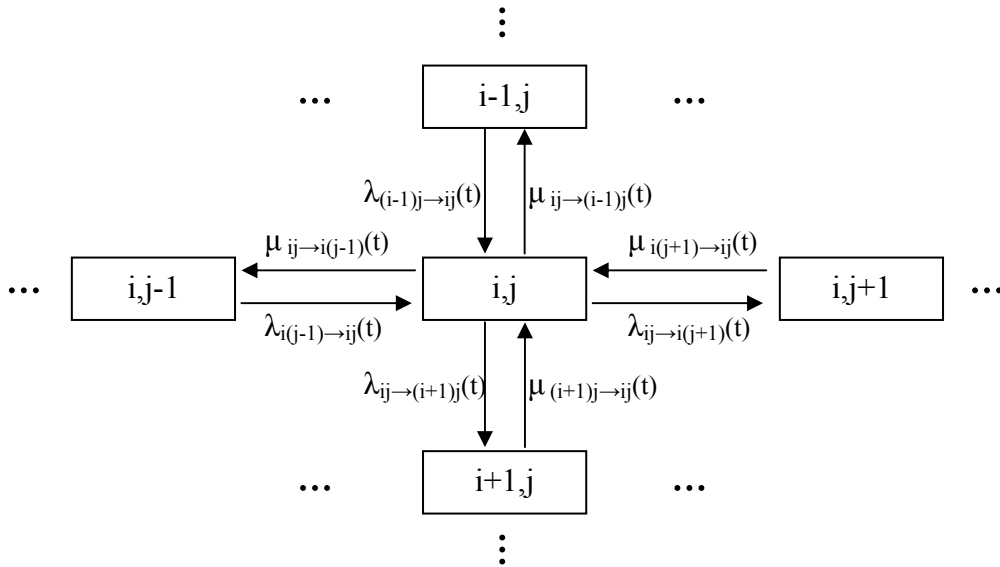 ⋮
... i-1,j ...
λ(i-1)j→ij(t) μ ij→(i-1)j(t)
μ ij→i(j-1)(t) μ i(j+1)→ij(t)
... i,j-1 i,j i,j+1 ...
λi(j-1)→ij(t) λij→i(j+1)(t)
λij→(i+1)j(t) μ (i+1)j→ij(t)
... i+1,j ...
⋮